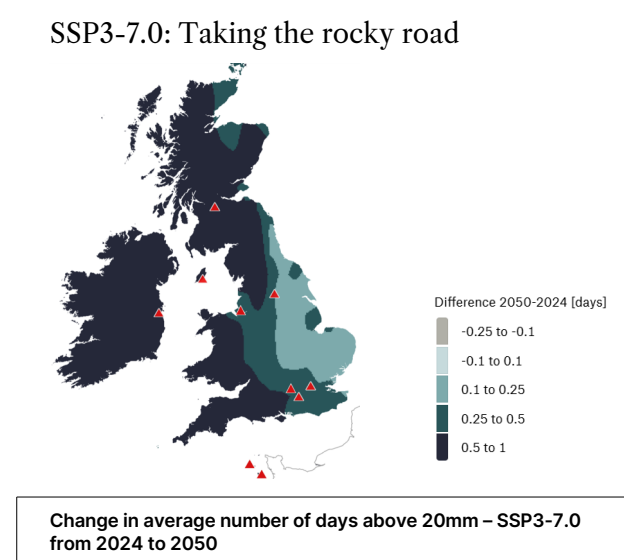 SSP3-7.0: Taking the rocky road
Difference 2050-2024 [days]
-0.25 to -0.1
-0.1 to 0.1
0.1 to 0.25
0.25 to 0.5
0.5 to 1
Change in average number of days above 20mm – SSP3-7.0
from 2024 to 2050